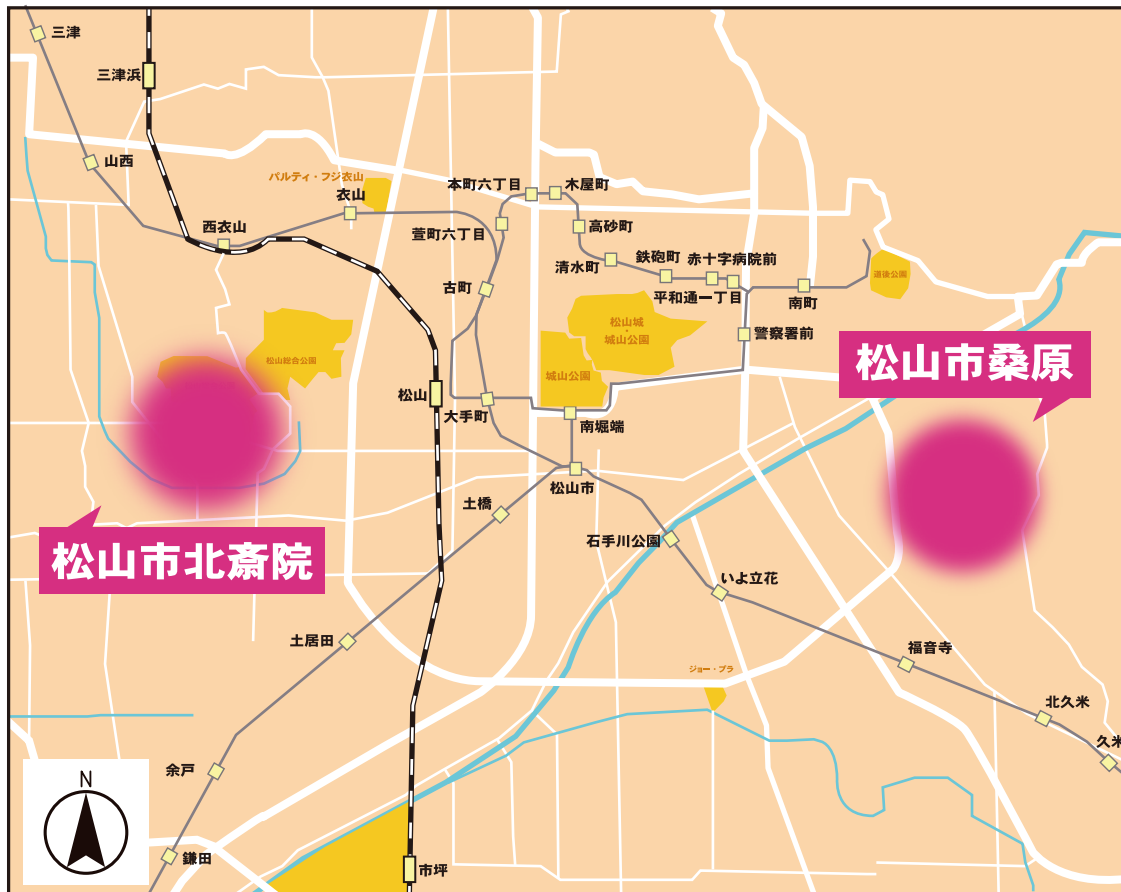 三津
三津浜
山西
パルティ・フジ衣山
衣山
西衣山
本町六丁目
木屋町
萱町六丁目
高砂町
清水町
鉄砲町
赤十字病院前
平和通一丁目
古町
南町
道後公園
松山城
・
城山公園
警察署前
松山市桑原
松山総合公園
城山公園
松山
大手町
南堀端
松山市
土橋
石手川公園
松山市北斎院
いよ立花
土居田
福音寺
ジョー・プラ
北久米
久米
余戸
N
鎌田
市坪